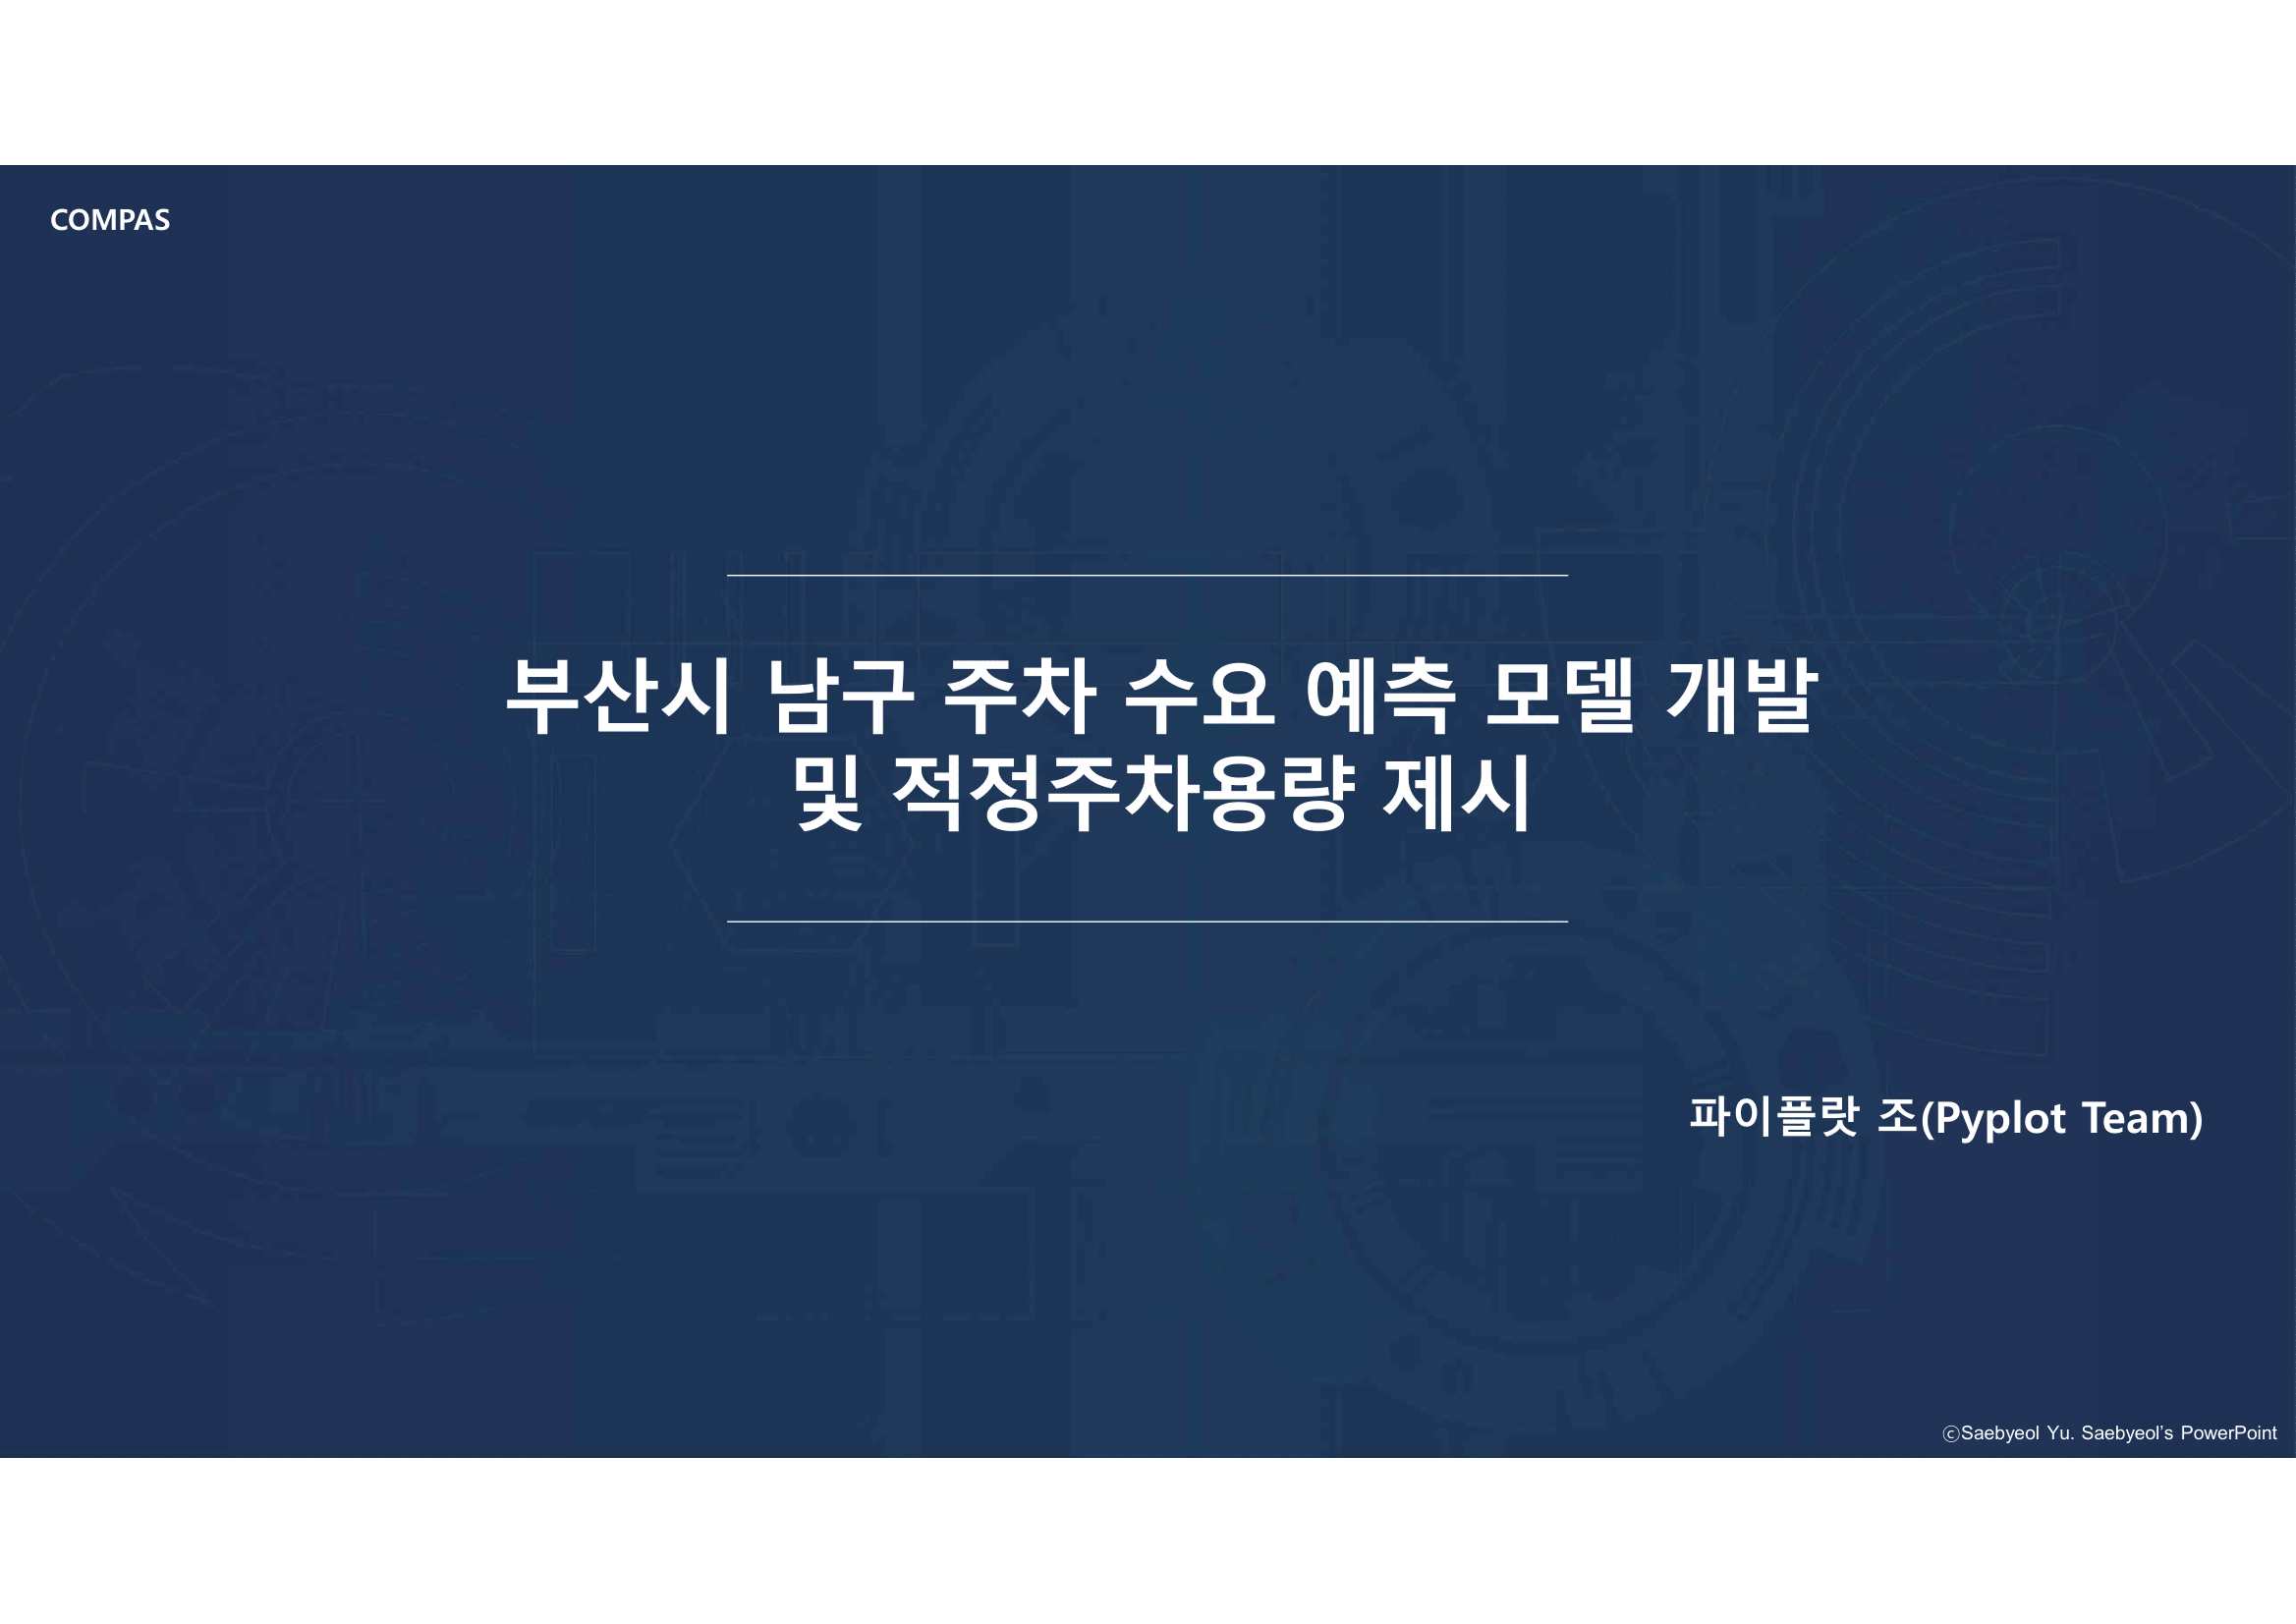 COMPAS
부산시 남구 주차 수요 예측 모델 개발
및 적정주차용량 제시
파이플랏 조(Pyplot Team)
ⓒSaebyeol Yu. Saebyeol's PowerPoint